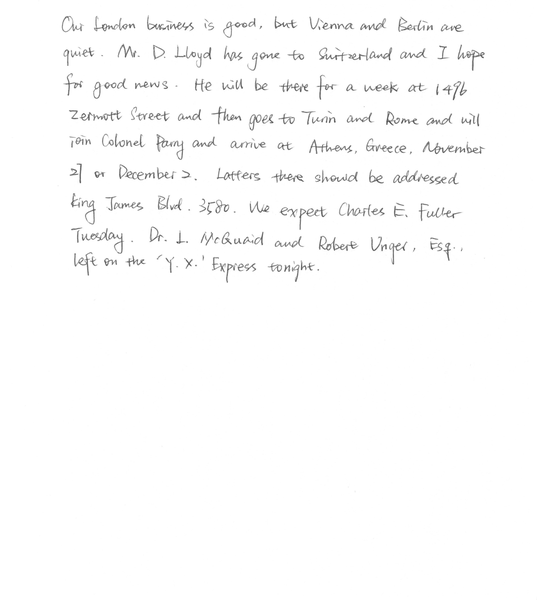 Our London business is good, but Vienna and Berlin are
quiet. Mr. D. Lloyd has gone to Switzerland and I hope
for good news. He will be there for a week at 1496
Zermott Street and then goes to Turin and Rome and will
join Colonel Parry and arrive at Athens, Greece, November
27 or December 2. Latters there should be addressed
King James Blvd. 3580. We expect Charles E. Fuller
Tuesday. Dr. L. McQuaid and Robert Unger, Esq.,
left on the 'Y.X.' Express tonight.